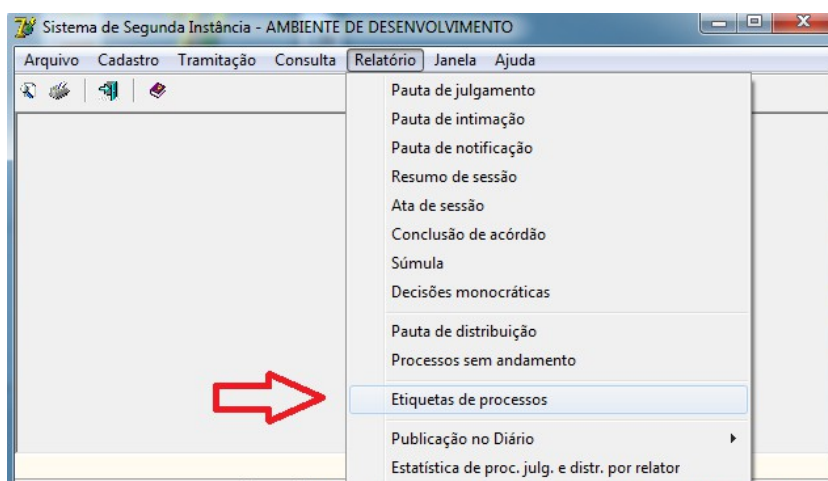 Sistema de Segunda Instância - AMBIENTE DE DESENVOLVIMENTO
Arquivo Cadastro Tramitação Consulta Relatório Janela Ajuda
Pauta de julgamento
Pauta de intimação
Pauta de notificação
Resumo de sessão
Ata de sessão
Conclusão de acórdão
Súmula
Decisões monocráticas
Pauta de distribuição
Processos sem andamento
Etiquetas de processos
Publicação no Diário
Estatística de proc. julg. e distr. por relator